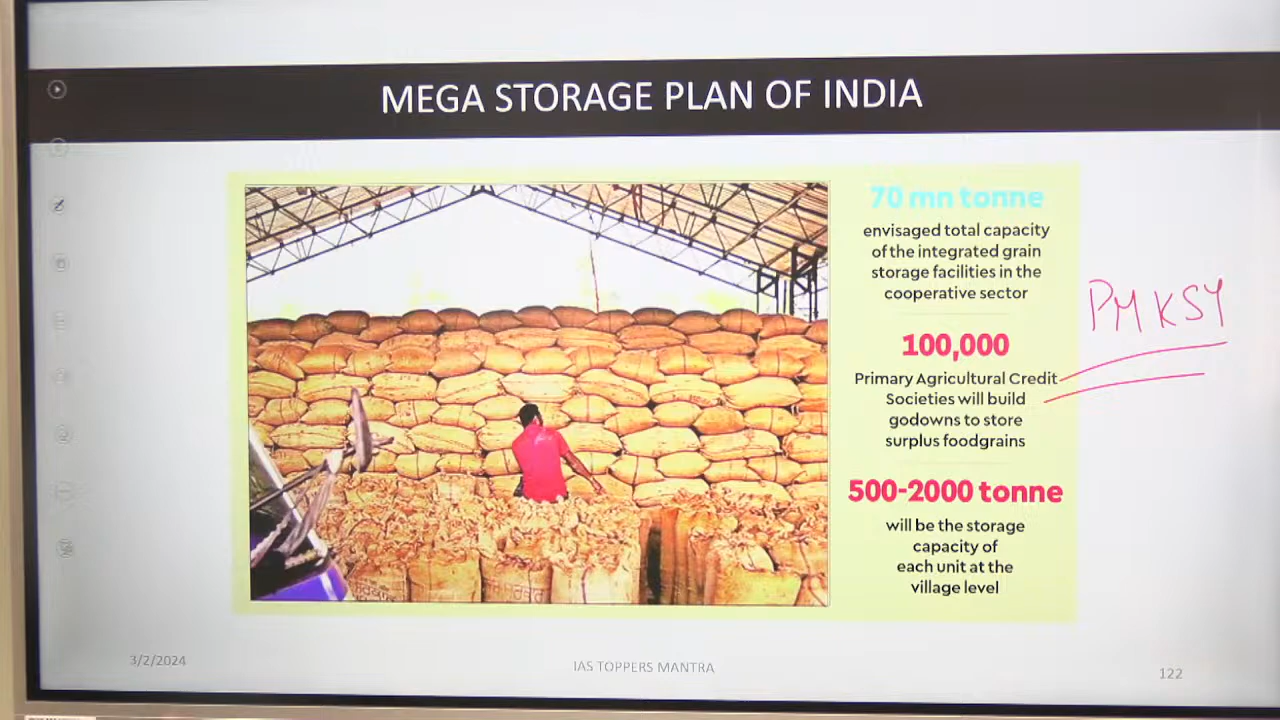 MEGA STORAGE PLAN OF INDIA
70 mn tonne
envisaged total capacity
of the integrated grain
storage facilities in the
cooperative sector
PMKSY
100,000
Primary Agricultural Credit
Societies will build
godowns to store
surplus foodgrains
500-2000 tonne
will be the storage
capacity of
each unit at the
village level
3/2/2024
IAS TOPPERS MANTRA
122